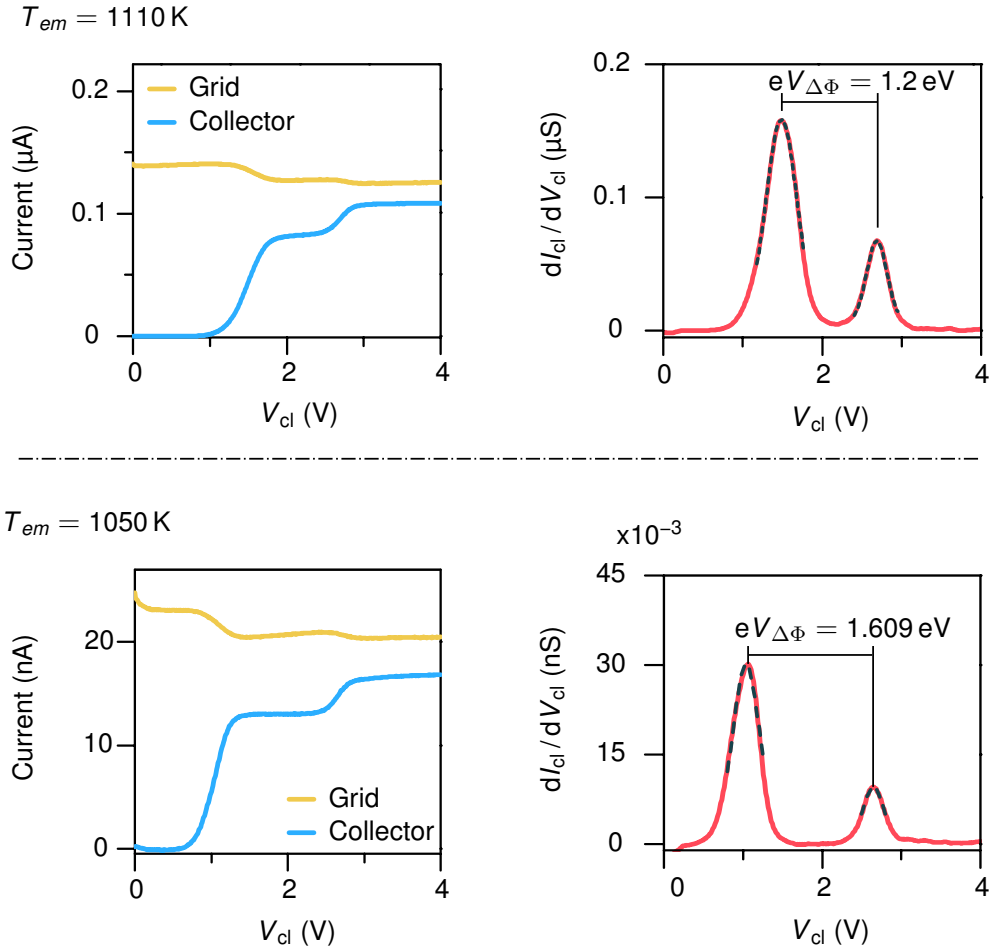 T_em = 1110 K
Grid
Collector
0.2
0.1
0
Current (µA)
0
2
4
V_cl (V)
eV_ΔΦ = 1.2 eV
0.2
0.1
0
dI_cl / dV_cl (µS)
0
2
4
V_cl (V)
T_em = 1050 K
20
10
0
Current (nA)
Grid
Collector
0
2
4
V_cl (V)
x10⁻³
45
30
15
0
dI_cl / dV_cl (nS)
eV_ΔΦ = 1.609 eV
0
2
4
V_cl (V)